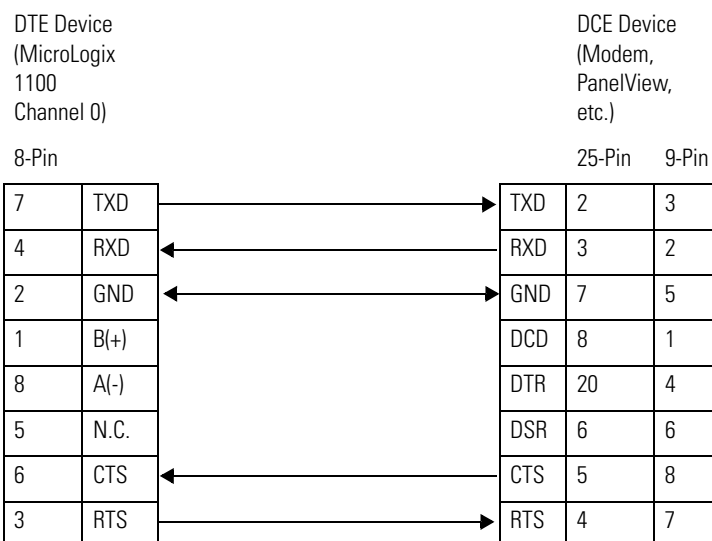 DTE Device
(MicroLogix
1100
Channel 0)
DCE Device
(Modem,
PanelView,
etc.)
8-Pin
25-Pin 9-Pin
7 TXD TXD 2 3
4 RXD RXD 3 2
2 GND GND 7 5
1 B(+) DCD 8 1
8 A(-) DTR 20 4
5 N.C. DSR 6 6
6 CTS CTS 5 8
3 RTS RTS 4 7